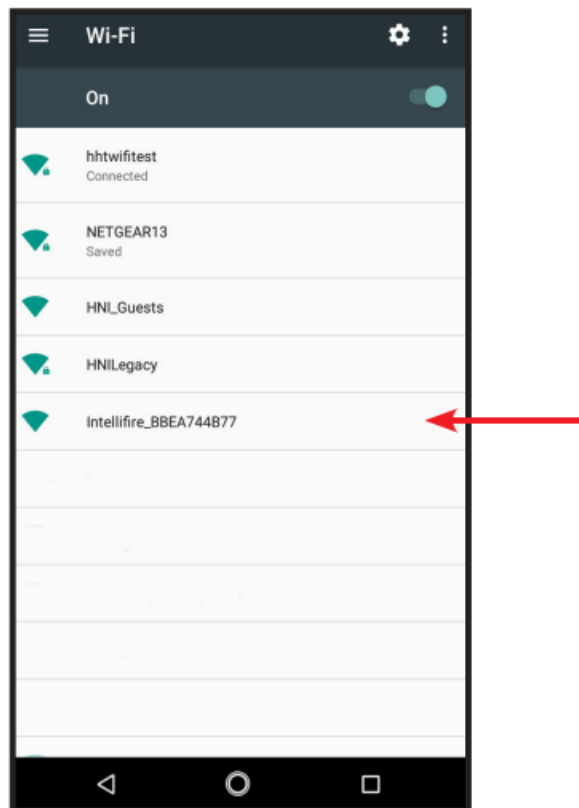 Wi-Fi
On
hhtwifitest
Connected
NETGEAR13
Saved
HNI_Guests
HNILegacy
Intellifire_BBEA744B77